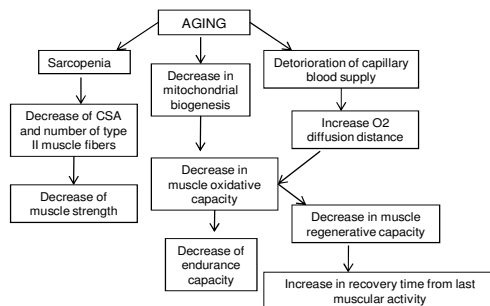 AGING
Sarcopenia
Decrease in
mitochondrial
biogenesis
Detorioration of capillary
blood supply
Decrease of CSA
and number of type
II muscle fibers
Increase O2
diffusion distance
Decrease of
muscle strength
Decrease in
muscle oxidative
capacity
Decrease in muscle
regenerative capacity
Decrease of
endurance capacity
Increase in recovery time from last
muscular activity